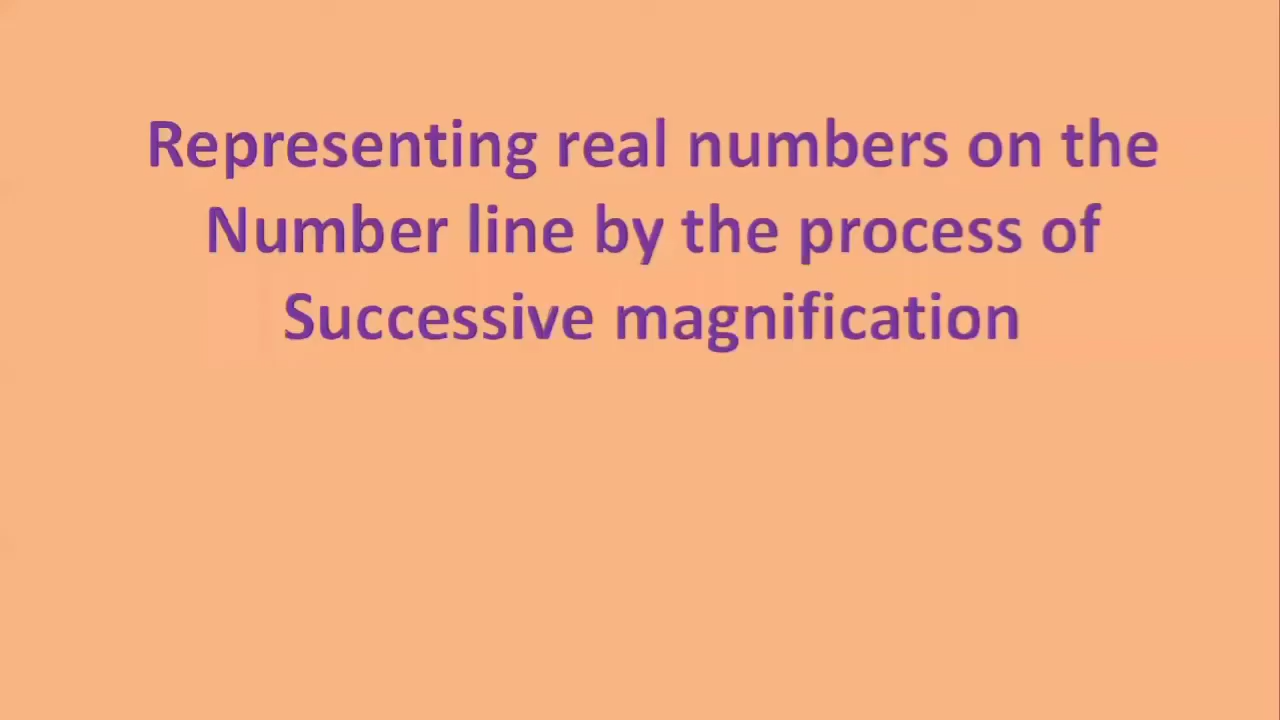 Representing real numbers on the
Number line by the process of
Successive magnification